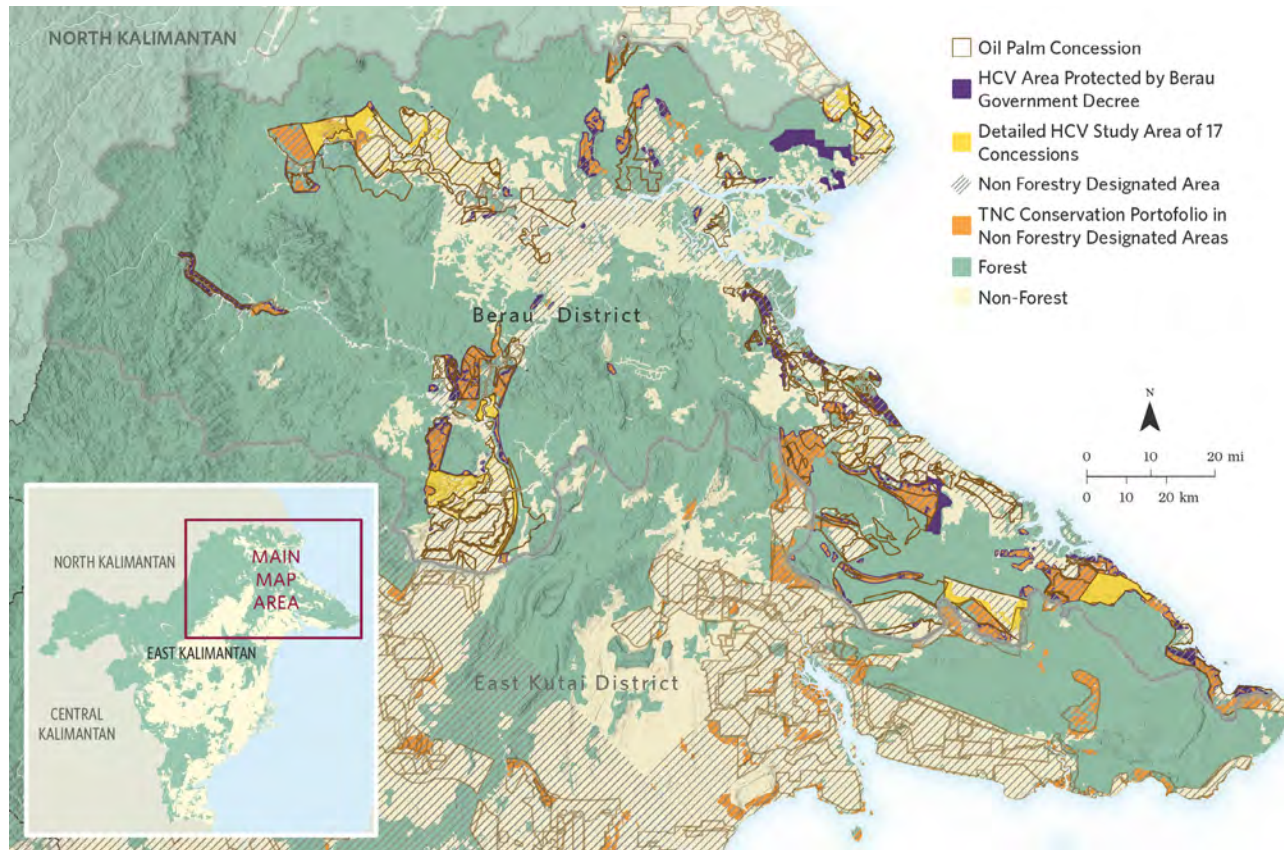 NORTH KALIMANTAN
Oil Palm Concession
HCV Area Protected by Berau
Government Decree
Detailed HCV Study Area of 17
Concessions
Non Forestry Designated Area
TNC Conservation Portofolio in
Non Forestry Designated Areas
Forest
Non-Forest
Berau District
N
0 10 20 mi
0 10 20 km
East Kutai District
NORTH KALIMANTAN
MAIN
MAP
AREA
EAST KALIMANTAN
CENTRAL
KALIMANTAN